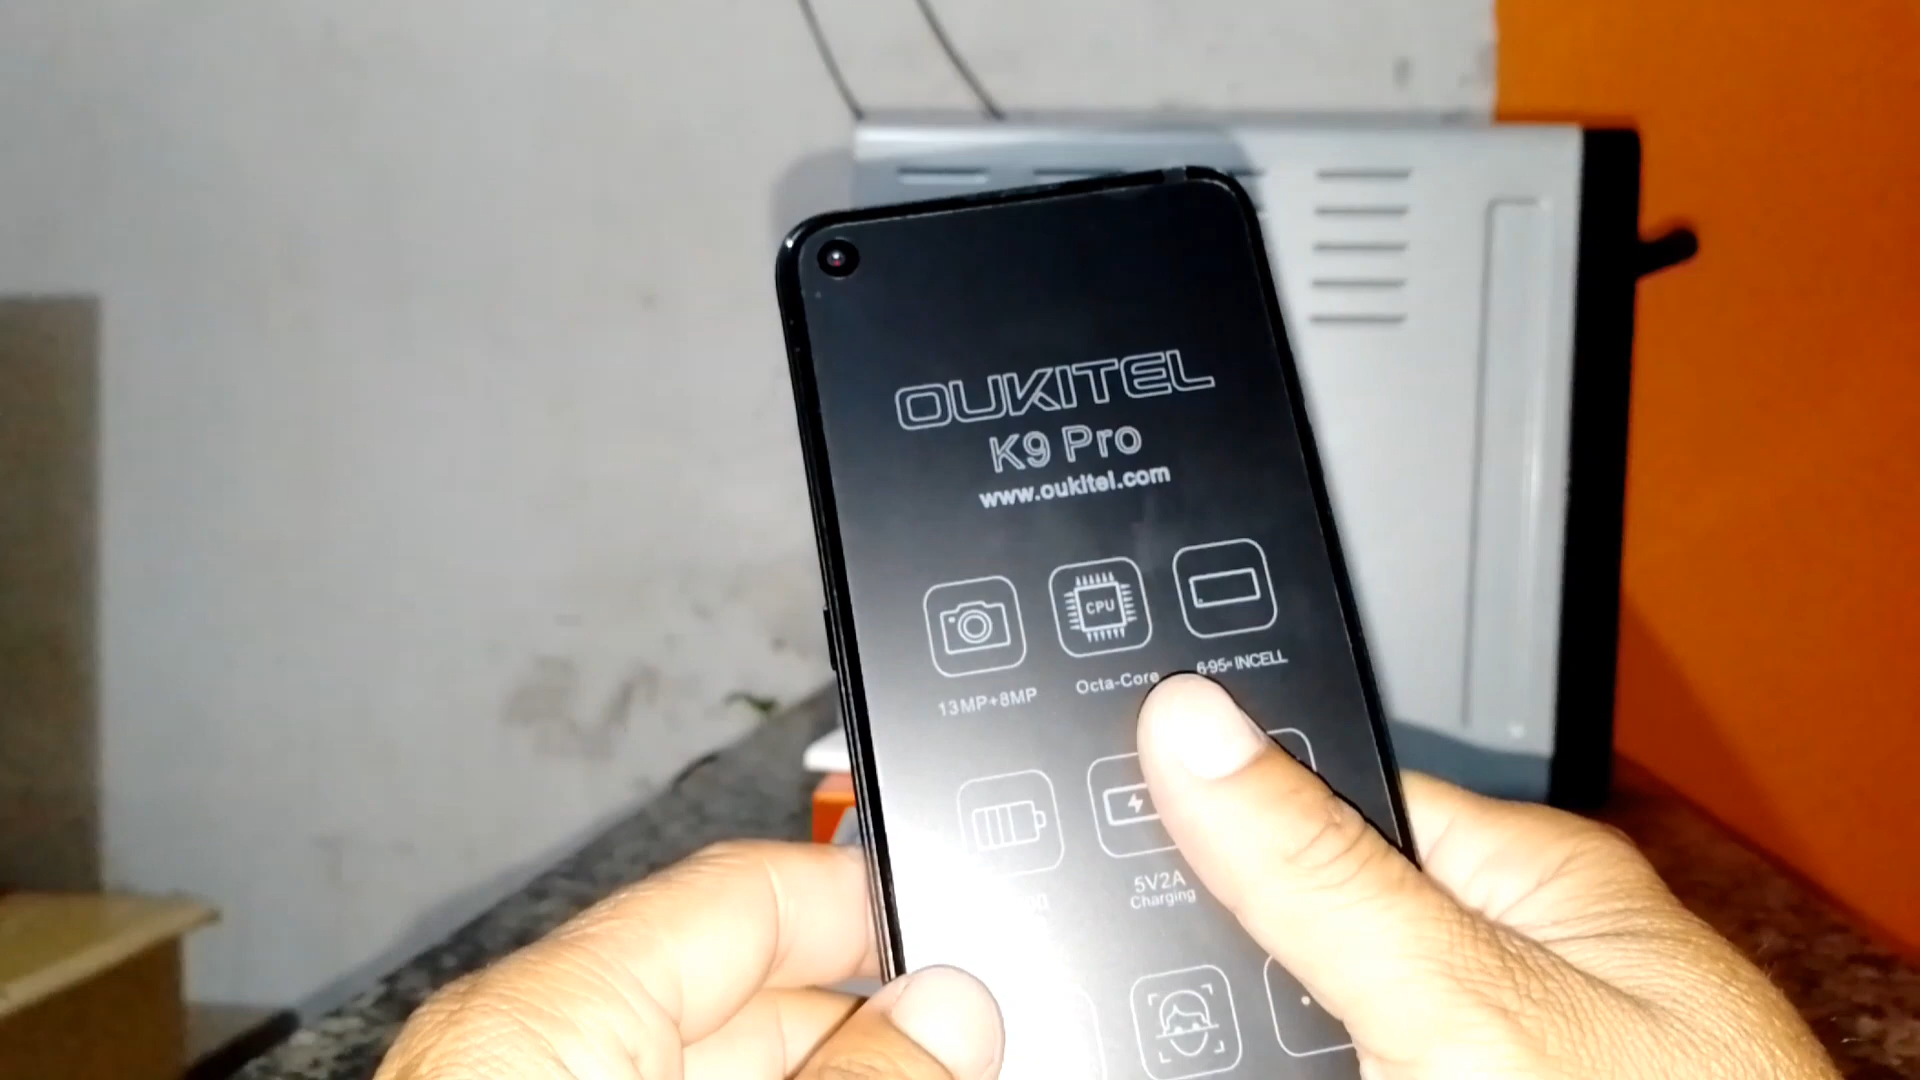 OUKITEL
K9 Pro
www.oukitel.com
CPU
13MP+8MP
Octa-Core
6.95" INCELL
5V2A
Charging